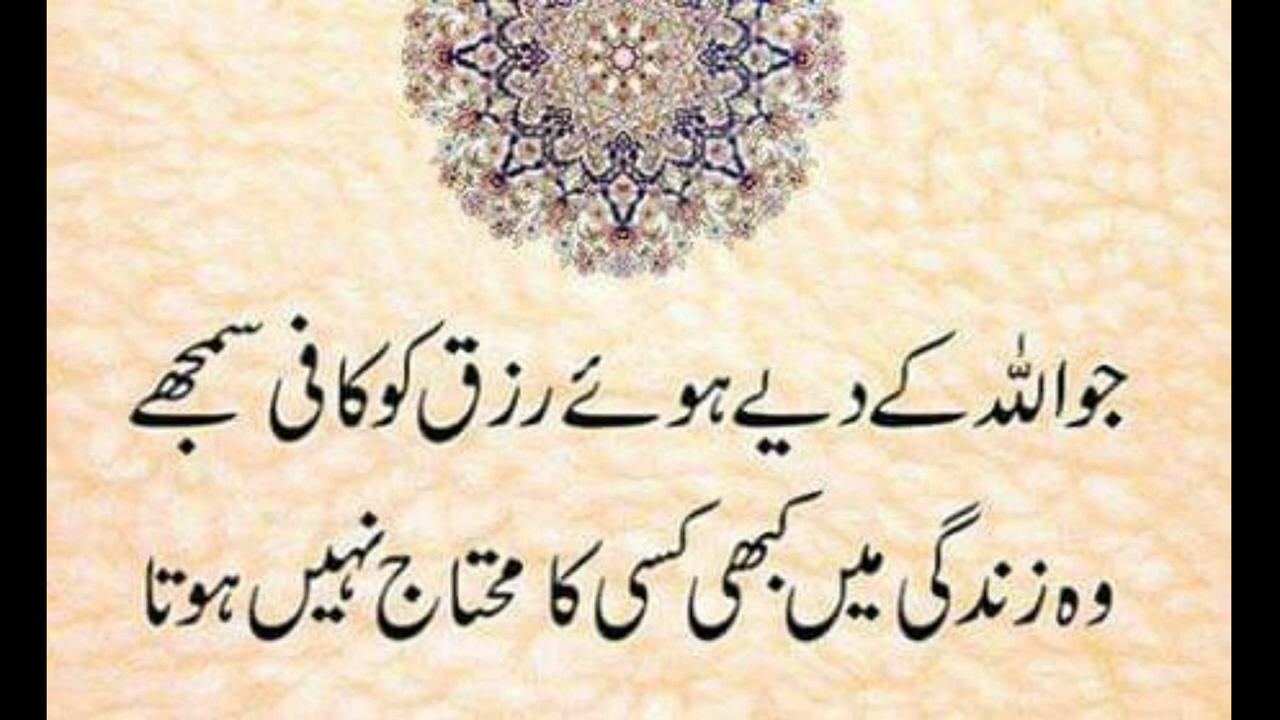 جو اللہ کے دیے ہوئے رزق کو کافی سمجھے
وہ زندگی میں کبھی کسی کا محتاج نہیں ہوتا